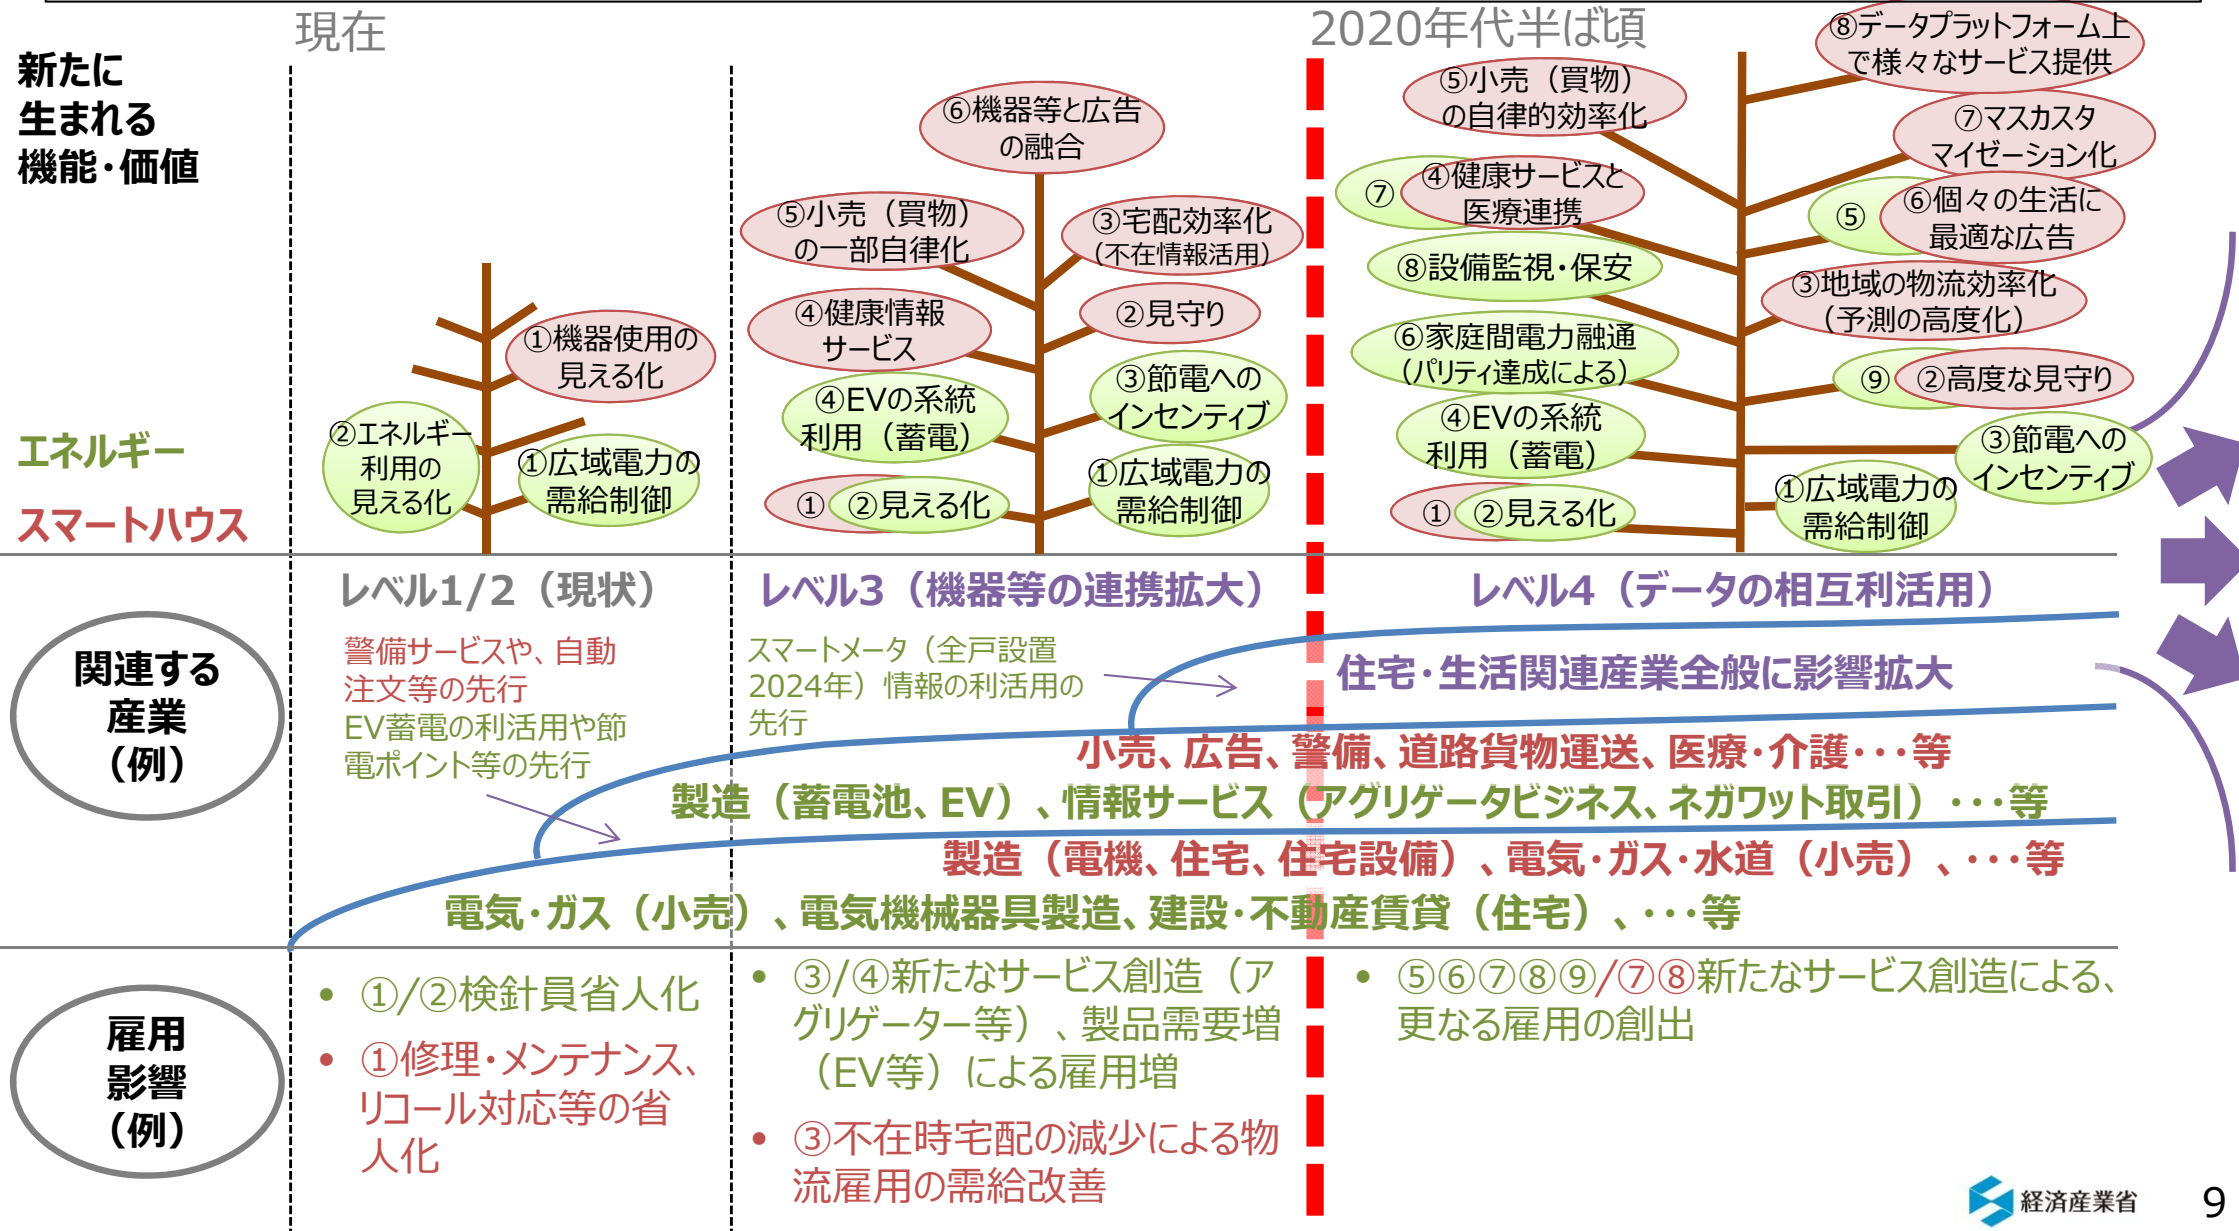 現在
2020年代半ば頃
新たに
生まれる
機能・価値
エネルギー
スマートハウス
①機器使用の
見える化
②エネルギー
利用の
見える化
①広域電力の
需給制御
⑥機器等と広告
の融合
⑤小売（買物）
の一部自律化
③宅配効率化
（不在情報活用）
④健康情報
サービス
②見守り
④EVの系統
利用（蓄電）
③節電への
インセンティブ
① ②見える化
①広域電力の
需給制御
⑧データプラットフォーム上
で様々なサービス提供
⑤小売（買物）
の自律的効率化
⑦マスカスタ
マイゼーション化
⑦ ④健康サービスと
医療連携
⑤ ⑥個々の生活に
最適な広告
⑧設備監視・保安
③地域の物流効率化
（予測の高度化）
⑥家庭間電力融通
（パリティ達成による）
⑨ ②高度な見守り
④EVの系統
利用（蓄電）
③節電への
インセンティブ
① ②見える化
①広域電力の
需給制御
レベル1/2（現状）
レベル3（機器等の連携拡大）
レベル4（データの相互利活用）
関連する
産業
（例）
警備サービスや、自動
注文等の先行
EV蓄電の利活用や節
電ポイント等の先行
スマートメータ（全戸設置
2024年）情報の利活用の
先行
住宅・生活関連産業全般に影響拡大
小売、広告、警備、道路貨物運送、医療・介護・・・等
製造（蓄電池、EV）、情報サービス（アグリゲータビジネス、ネガワット取引）・・・等
製造（電機、住宅、住宅設備）、電気・ガス・水道（小売）、・・・等
電気・ガス（小売）、電気機械器具製造、建設・不動産賃貸（住宅）、・・・等
雇用
影響
（例）
• ①/②検針員省人化
• ①修理・メンテナンス、
リコール対応等の省
人化
• ③/④新たなサービス創造（ア
グリゲーター等）、製品需要増
（EV等）による雇用増
• ③不在時宅配の減少による物
流雇用の需給改善
• ⑤⑥⑦⑧⑨/⑦⑧新たなサービス創造による、
更なる雇用の創出
経済産業省
9